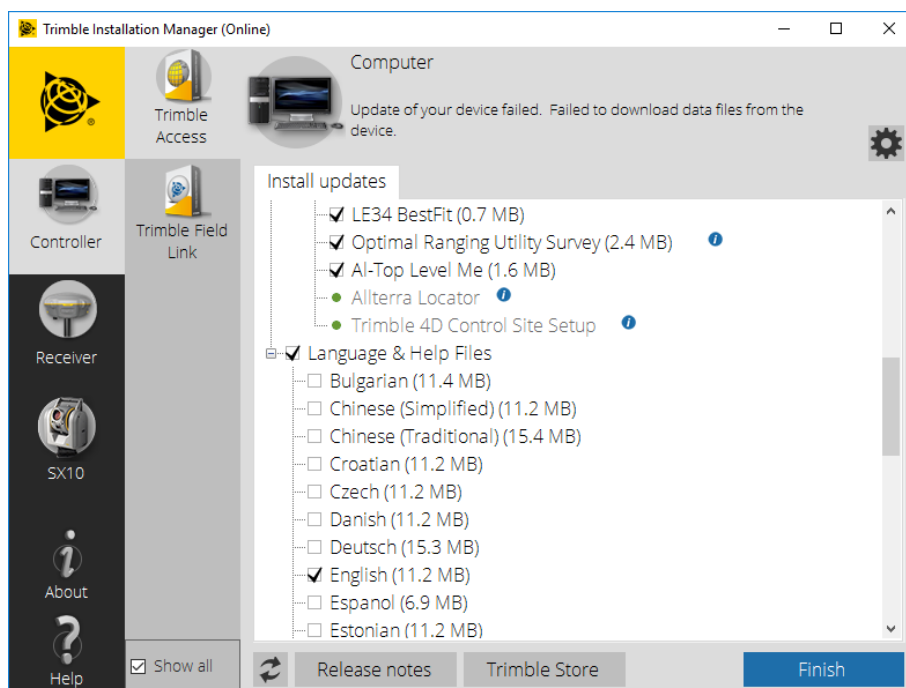 Trimble Installation Manager (Online)
Trimble
Access
Computer
Update of your device failed. Failed to download data files from the
device.
Install updates
Controller
Trimble Field
Link
Receiver
SX10
About
Help
LE34 BestFit (0.7 MB)
Optimal Ranging Utility Survey (2.4 MB)
Al-Top Level Me (1.6 MB)
Allterra Locator
Trimble 4D Control Site Setup
Language & Help Files
Bulgarian (11.4 MB)
Chinese (Simplified) (11.2 MB)
Chinese (Traditional) (15.4 MB)
Croatian (11.2 MB)
Czech (11.2 MB)
Danish (11.2 MB)
Deutsch (15.3 MB)
English (11.2 MB)
Espanol (6.9 MB)
Estonian (11.2 MB)
Show all
Release notes
Trimble Store
Finish